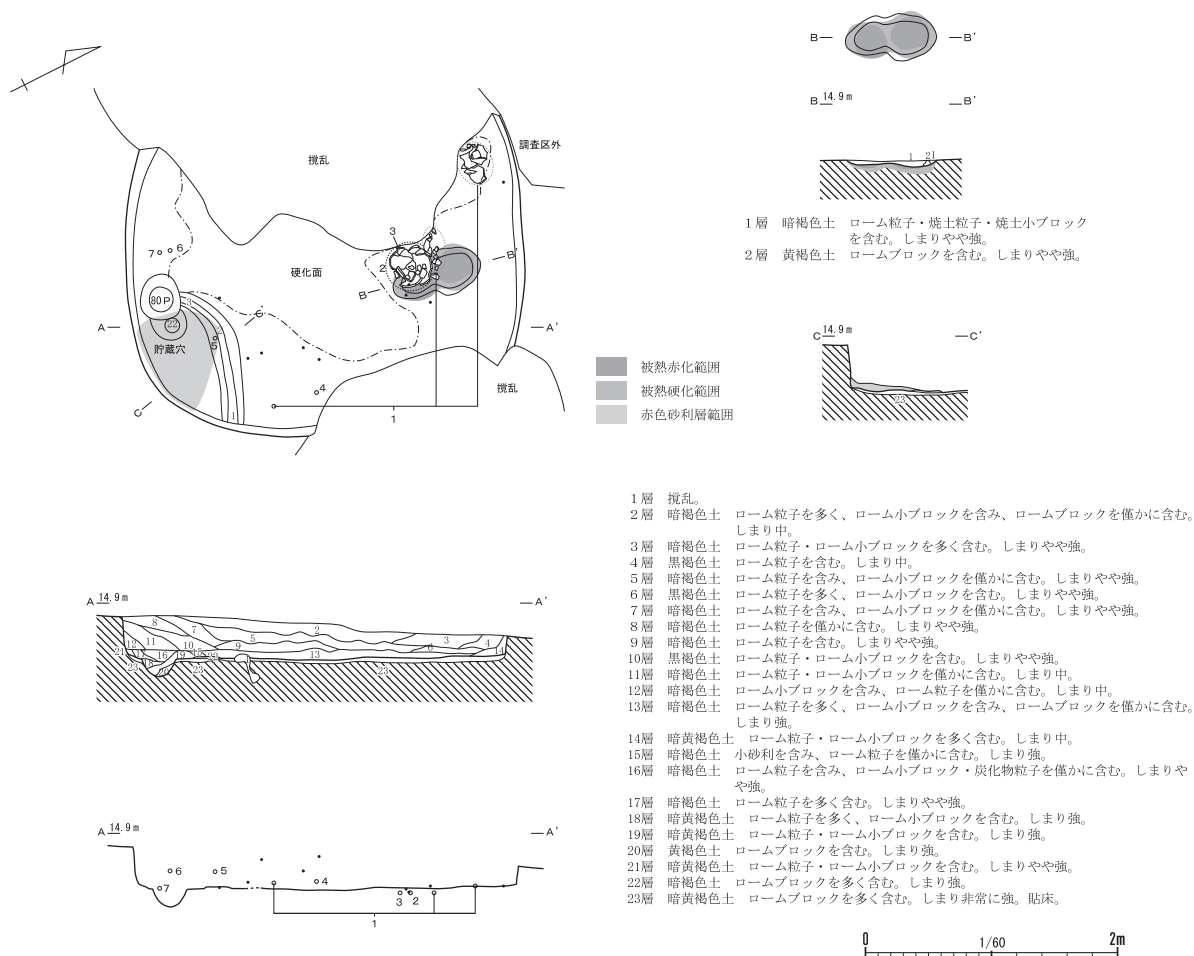 調査区外
撹乱
3
7
6
2
硬化面
B
B'
80P
3
22
貯蔵穴
C'
2
5
A
A'
4
撹乱
C
1
1
被熱赤化範囲
被熱硬化範囲
赤色砂利層範囲
B
B'
B 14.9m
B'
1
2
1
1層 暗褐色土 ローム粒子・焼土粒子・焼土小ブロック
を含む。しまりやや強。
2層 黄褐色土 ロームブロックを含む。しまりやや強。
C 14.9m
C'
23
A 14.9m
A'
8
7
2
5
3
12
11
10
9
6
4
21
17
16
19
15
13
14
18
23
20
23
23
23
1層 撹乱。
2層 暗褐色土 ローム粒子を多く、ローム小ブロックを含み、ロームブロックを僅かに含む。
しまり中。
3層 暗褐色土 ローム粒子・ローム小ブロックを多く含む。しまりやや強。
4層 黒褐色土 ローム粒子を含む。しまり中。
5層 暗褐色土 ローム粒子を含み、ローム小ブロックを僅かに含む。しまりやや強。
6層 黒褐色土 ローム粒子を多く、ローム小ブロックを含む。しまりやや強。
7層 暗褐色土 ローム粒子を含み、ローム小ブロックを僅かに含む。しまりやや強。
8層 暗褐色土 ローム粒子を僅かに含む。しまりやや強。
9層 暗褐色土 ローム粒子を含む。しまりやや強。
10層 黒褐色土 ローム粒子・ローム小ブロックを含む。しまりやや強。
11層 暗褐色土 ローム粒子・ローム小ブロックを僅かに含む。しまり中。
12層 暗褐色土 ローム小ブロックを含み、ローム粒子を僅かに含む。しまり中。
13層 暗褐色土 ローム粒子を多く、ローム小ブロックを含み、ロームブロックを僅かに含む。
しまり強。
14層 暗黄褐色土 ローム粒子・ローム小ブロックを多く含む。しまり中。
15層 暗褐色土 小砂利を含み、ローム粒子を僅かに含む。しまり強。
16層 暗褐色土 ローム粒子を含み、ローム小ブロック・炭化物粒子を僅かに含む。しまりや
や強。
17層 暗褐色土 ローム粒子を多く含む。しまりやや強。
18層 暗黄褐色土 ローム粒子を多く、ローム小ブロックを含む。しまり強。
19層 暗黄褐色土 ローム粒子・ローム小ブロックを含む。しまり強。
20層 黄褐色土 ロームブロックを含む。しまり強。
21層 暗黄褐色土 ローム粒子・ローム小ブロックを含む。しまりやや強。
22層 暗褐色土 ロームブロックを多く含む。しまり強。
23層 暗黄褐色土 ロームブロックを多く含む。しまり非常に強。貼床。
A 14.9m
A'
6
5
7
4
3
2
1
0
1/60
2m